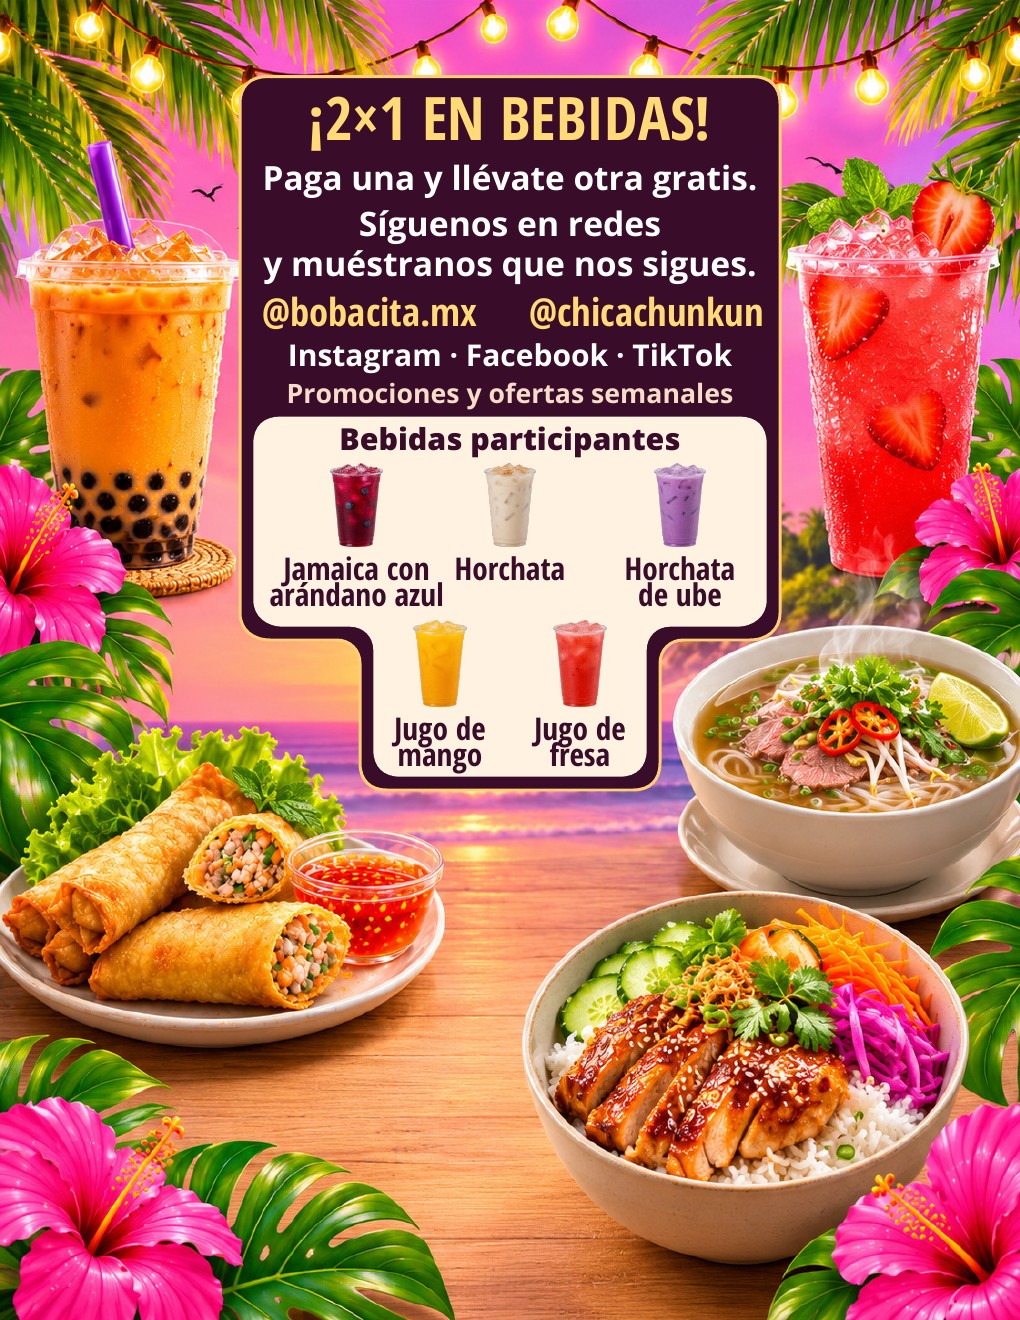 ¡2×1 EN BEBIDAS!
Paga una y llévate otra gratis.
Síguenos en redes
y muéstranos que nos sigues.
@bobacita.mx @chicachunkun
Instagram · Facebook · TikTok
Promociones y ofertas semanales
Bebidas participantes
Jamaica con
arándano azul
Horchata
Horchata
de ube
Jugo de
mango
Jugo de
fresa